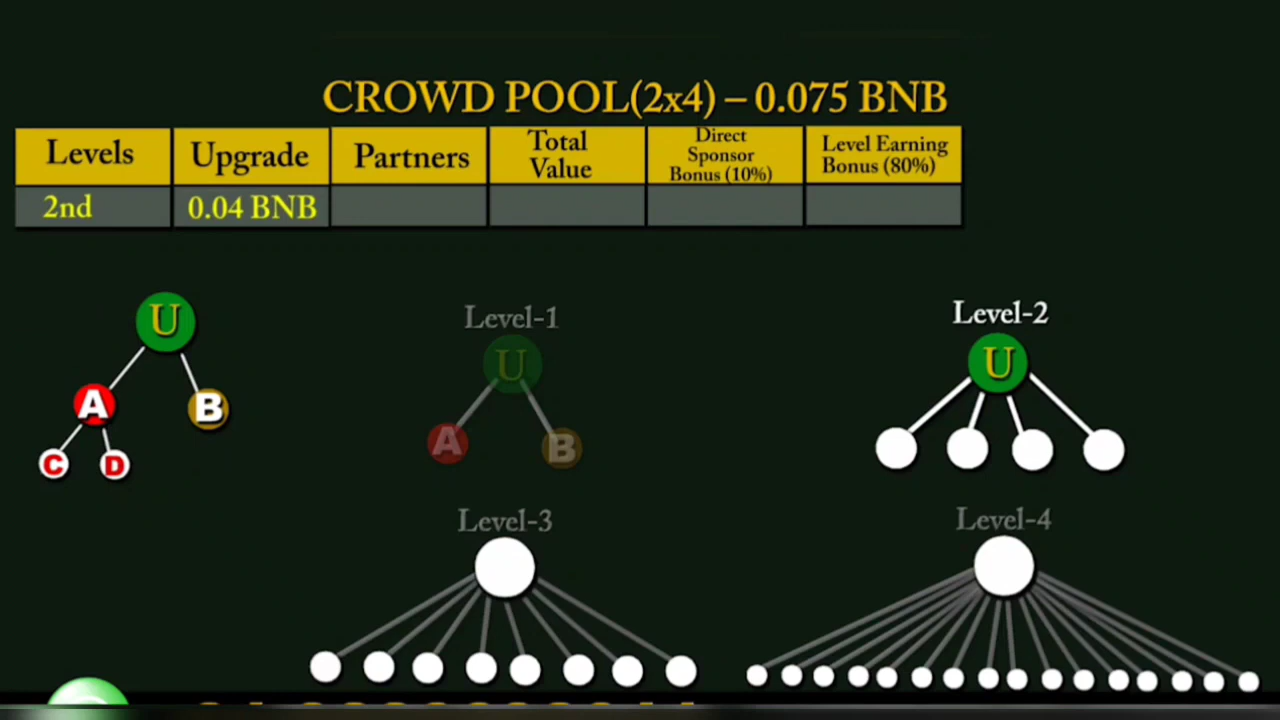 CROWD POOL(2x4) – 0.075 BNB
Levels
Upgrade
Partners
Total
Value
Direct
Sponsor
Bonus (10%)
Level Earning
Bonus (80%)
2nd
0.04 BNB
U
A
B
C
D
Level-1
U
A
B
Level-2
U
Level-3
Level-4